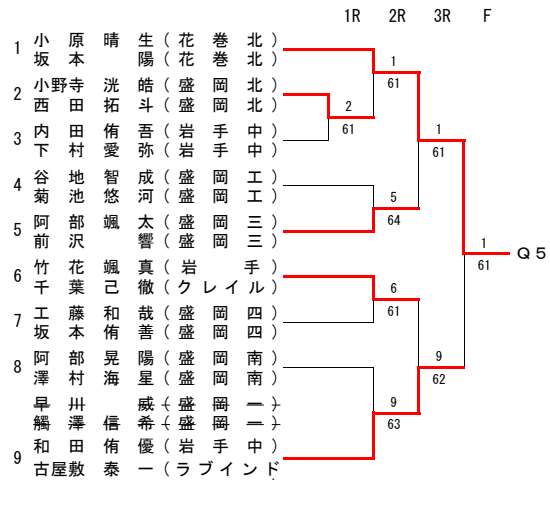 1R 2R 3R F
1 小原晴生(花巻北)
坂本 陽(花巻北)
1
61
2 小野寺洸皓(盛岡北)
西田拓斗(盛岡北)
2
61
3 内田侑吾(岩手中)
下村愛弥(岩手中)
1
61
4 谷地智成(盛岡工)
菊池悠河(盛岡工)
5
64
5 阿部颯太(盛岡三)
前沢 響(盛岡三)
1
61
Q5
6 竹花颯真(岩 手)
千葉己徹(クレイル)
6
61
7 工藤和哉(盛岡四)
坂本侑善(盛岡四)
8 阿部晃陽(盛岡南)
澤村海星(盛岡南)
9
62
早川 威(盛岡一)
觸澤信希(盛岡一)
9
63
9 和田侑優(岩手中)
古屋敷泰一(ラブインド